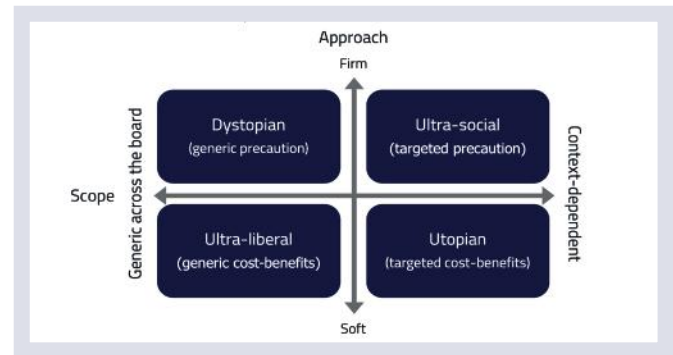 Approach
Firm
Dystopian
(generic precaution)
Ultra-social
(targeted precaution)
Scope
Generic across the board
Context-dependent
Ultra-liberal
(generic cost-benefits)
Utopian
(targeted cost-benefits)
Soft